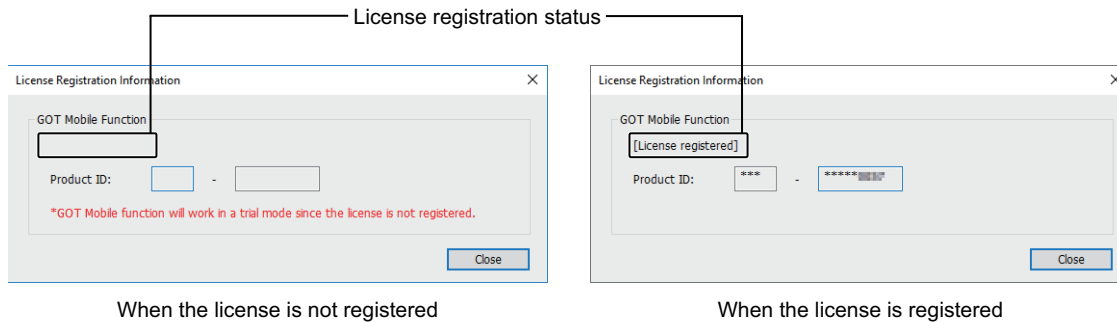 License registration status
License Registration Information
GOT Mobile Function
Product ID:
-
*GOT Mobile function will work in a trial mode since the license is not registered.
Close
When the license is not registered
License Registration Information
GOT Mobile Function
[License registered]
Product ID: *** - *****
Close
When the license is registered